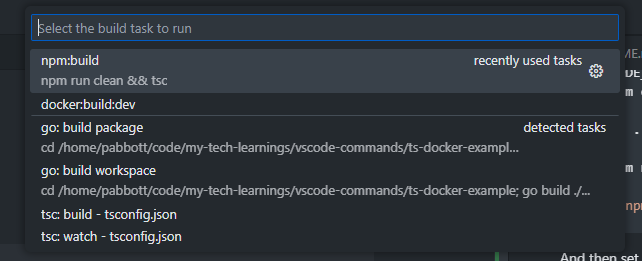 Select the build task to run
npm:build recently used tasks
npm run clean && tsc
docker:build:dev
go: build package detected tasks
cd /home/pabbott/code/my-tech-learnings/vscode-commands/ts-docker-exampl...
go: build workspace
cd /home/pabbott/code/my-tech-learnings/vscode-commands/ts-docker-example; go build ./...
tsc: build - tsconfig.json
tsc: watch - tsconfig.json
And then set